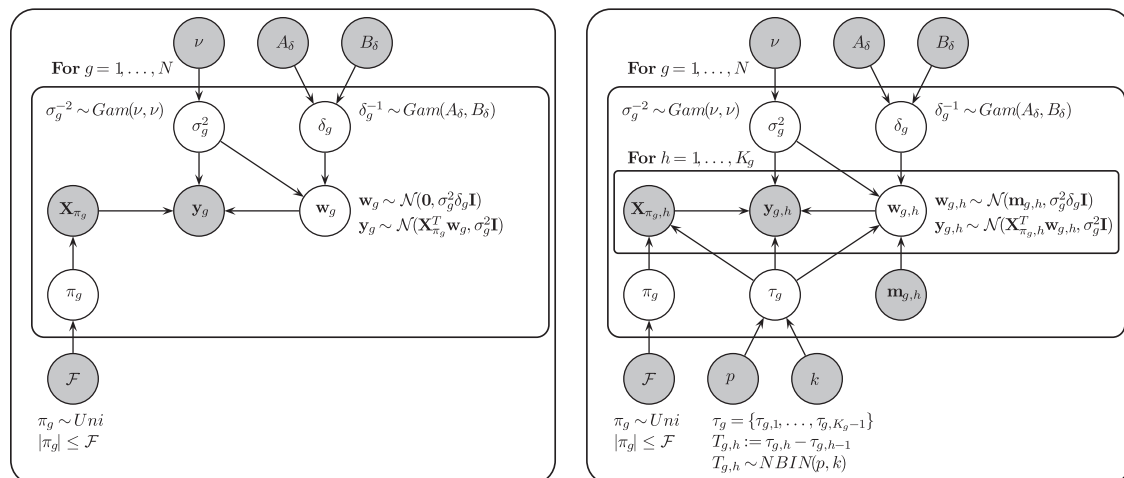 ν A_δ B_δ
For g = 1, . . . , N
σ_g^{-2} ∼ Gam(ν, ν) σ_g^2 δ_g δ_g^{-1} ∼ Gam(A_δ, B_δ)
X_{π_g} y_g w_g
w_g ∼ N(0, σ_g^2 δ_g I)
y_g ∼ N(X_{π_g}^T w_g, σ_g^2 I)
π_g
F
π_g ∼ Uni
|π_g| ≤ F
ν A_δ B_δ
For g = 1, . . . , N
σ_g^{-2} ∼ Gam(ν, ν) σ_g^2 δ_g δ_g^{-1} ∼ Gam(A_δ, B_δ)
For h = 1, . . . , K_g
X_{π_g,h} y_{g,h} w_{g,h}
w_{g,h} ∼ N(m_{g,h}, σ_g^2 δ_g I)
y_{g,h} ∼ N(X_{π_g,h}^T w_{g,h}, σ_g^2 I)
π_g τ_g m_{g,h}
F p k
π_g ∼ Uni
|π_g| ≤ F
τ_g = {τ_{g,1}, . . . , τ_{g,K_g−1}}
T_{g,h} := τ_{g,h} − τ_{g,h−1}
T_{g,h} ∼ NBIN(p, k)